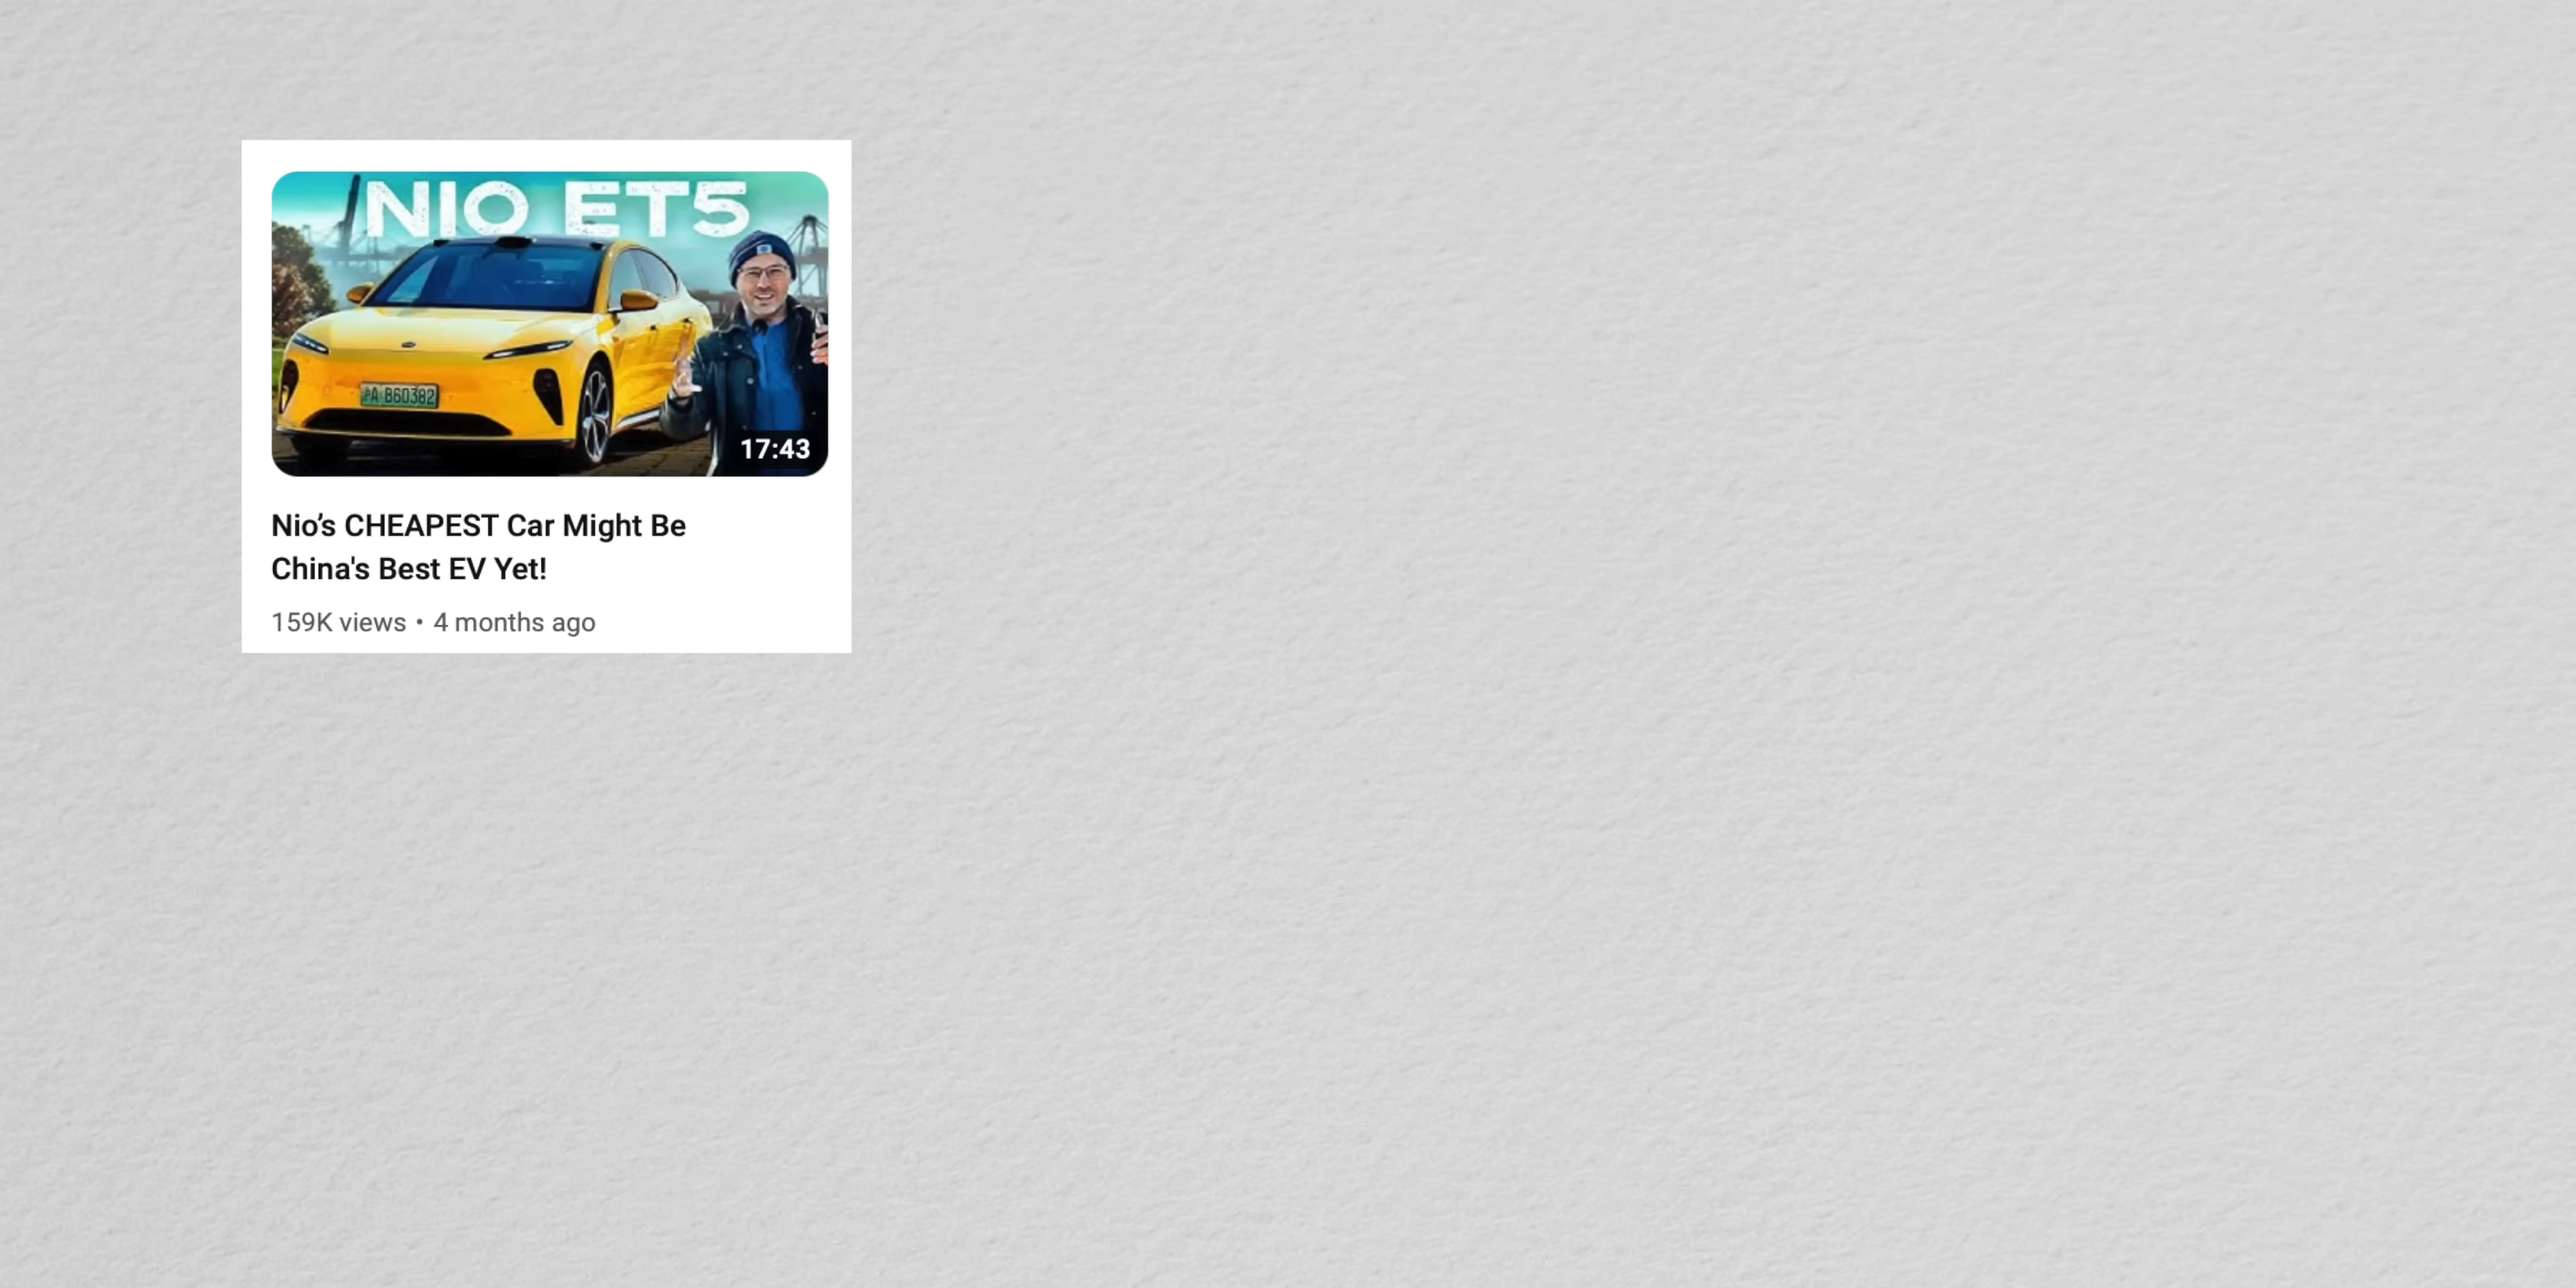 NIO ET5
A·B60382
17:43
Nio’s CHEAPEST Car Might Be
China's Best EV Yet!
159K views • 4 months ago